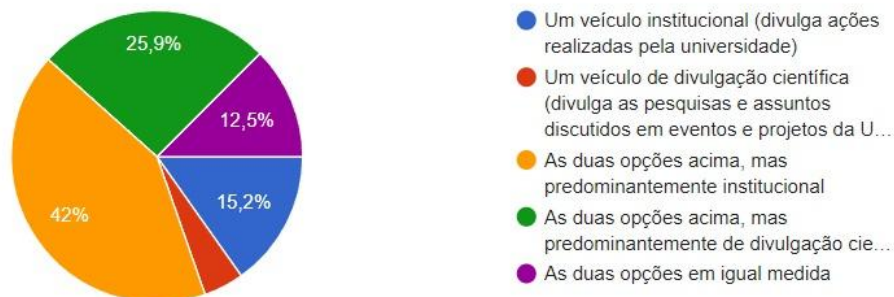 25,9%
12,5%
15,2%
42%
Um veículo institucional (divulga ações
realizadas pela universidade)
Um veículo de divulgação científica
(divulga as pesquisas e assuntos
discutidos em eventos e projetos da U…
As duas opções acima, mas
predominantemente institucional
As duas opções acima, mas
predominantemente de divulgação cie…
As duas opções em igual medida